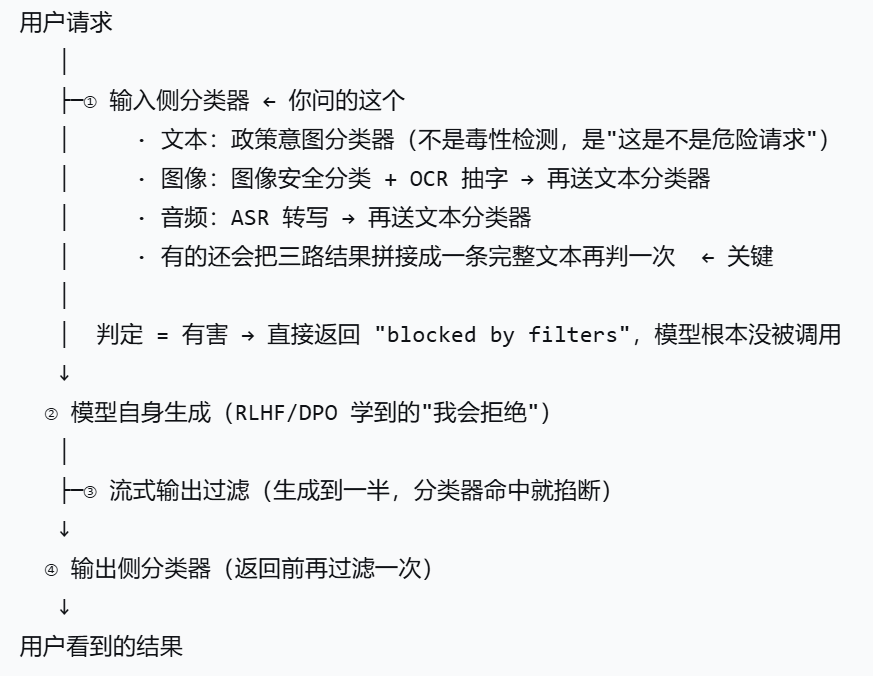 用户请求
│
├─① 输入侧分类器 ← 你问的这个
│ · 文本：政策意图分类器（不是毒性检测，是"这是不是危险请求"）
│ · 图像：图像安全分类 + OCR 抽字 → 再送文本分类器
│ · 音频：ASR 转写 → 再送文本分类器
│ · 有的还会把三路结果拼接成一条完整文本再判一次 ← 关键
│
│ 判定 = 有害 → 直接返回 "blocked by filters"，模型根本没被调用
↓
② 模型自身生成（RLHF/DPO 学到的"我会拒绝"）
│
├─③ 流式输出过滤（生成到一半，分类器命中就掐断）
↓
④ 输出侧分类器（返回前再过滤一次）
↓
用户看到的结果